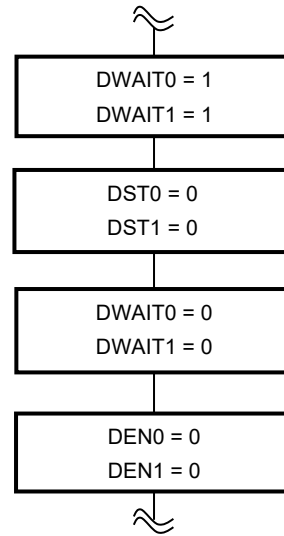 DWAIT0 = 1
DWAIT1 = 1
DST0 = 0
DST1 = 0
DWAIT0 = 0
DWAIT1 = 0
DEN0 = 0
DEN1 = 0